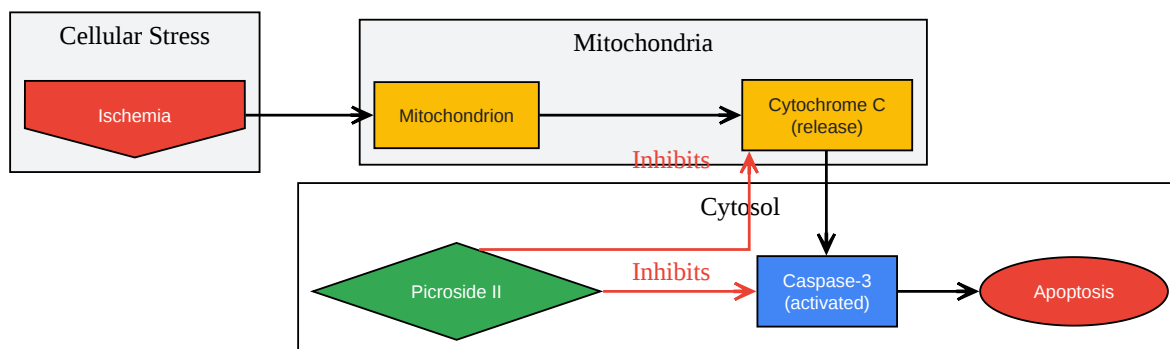 Cellular Stress
Mitochondria
Ischemia
Mitochondrion
Cytochrome C
(release)
Inhibits
Cytosol
Picroside II
Inhibits
Caspase-3
(activated)
Apoptosis